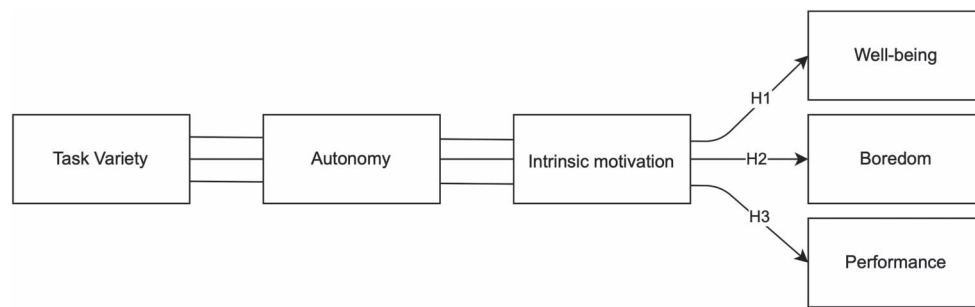 Task Variety
Autonomy
Intrinsic motivation
H1
H2
H3
Well-being
Boredom
Performance